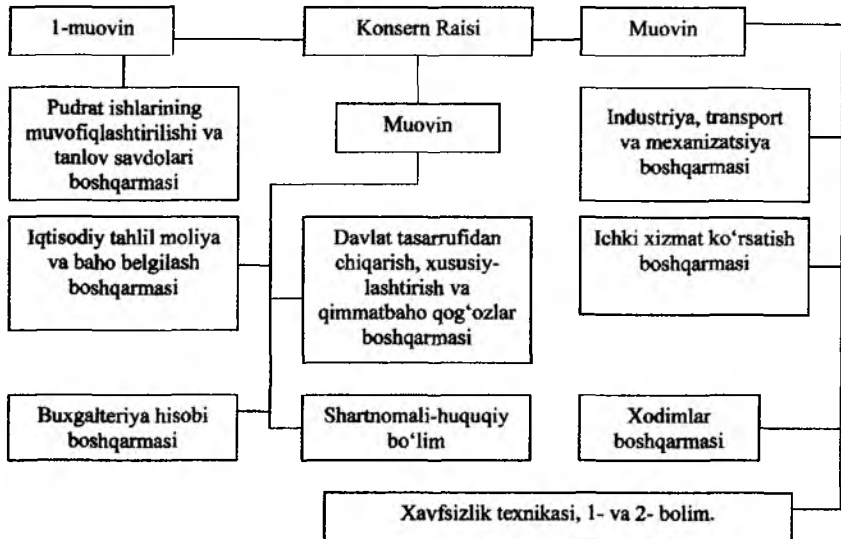 1-muovin
Konsern Raisi
Muovin
Pudrat ishlarining
muvofiqlashtirilishi va
tanlov savdolari
boshqarmasi
Muovin
Industriya, transport
va mexanizatsiya
boshqarmasi
Iqtisodiy tahlil moliya
va baho belgilash
boshqarmasi
Davlat tasarrufidan
chiqarish, xususiy-
lashtirish va
qimmatbaho qog‘ozlar
boshqarmasi
Ichki xizmat ko‘rsatish
boshqarmasi
Buxgalteriya hisobi
boshqarmasi
Shartnomali-huquqiy
bo‘lim
Xodimlar
boshqarmasi
Xavfsizlik texnikasi, 1- va 2- bolim.